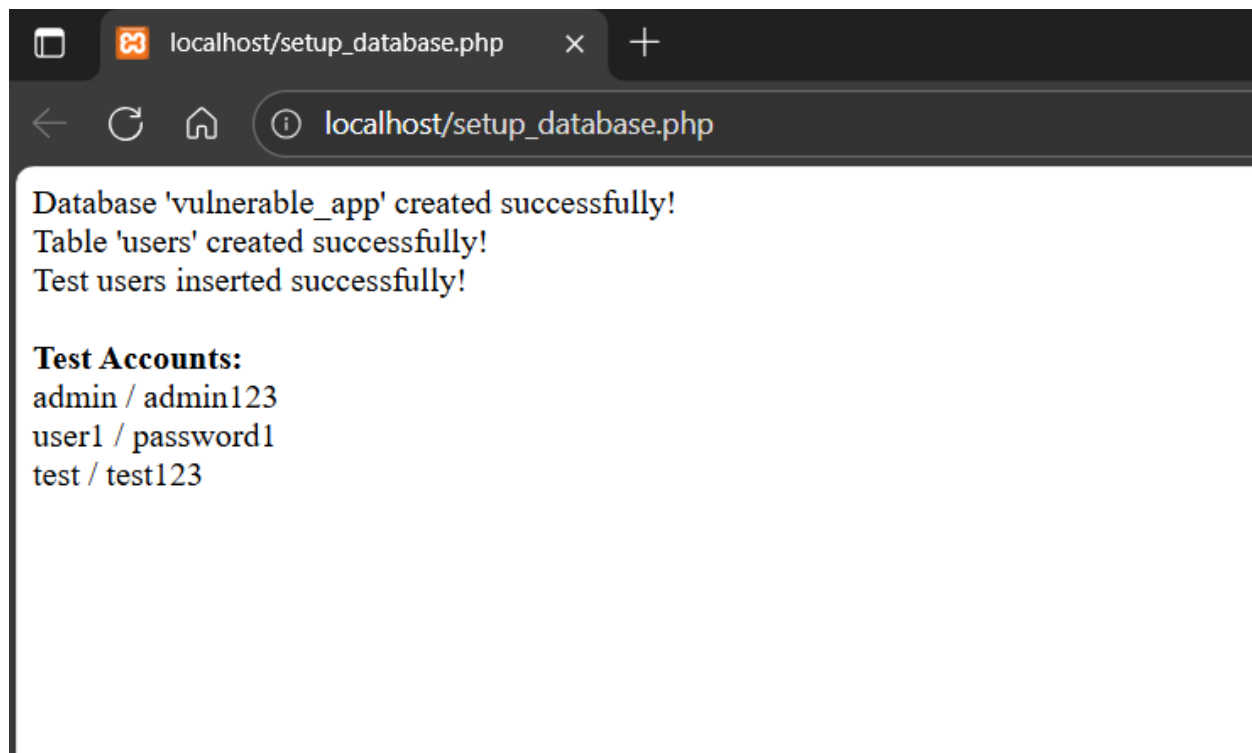 localhost/setup_database.php
localhost/setup_database.php
Database 'vulnerable_app' created successfully!
Table 'users' created successfully!
Test users inserted successfully!
Test Accounts:
admin / admin123
user1 / password1
test / test123